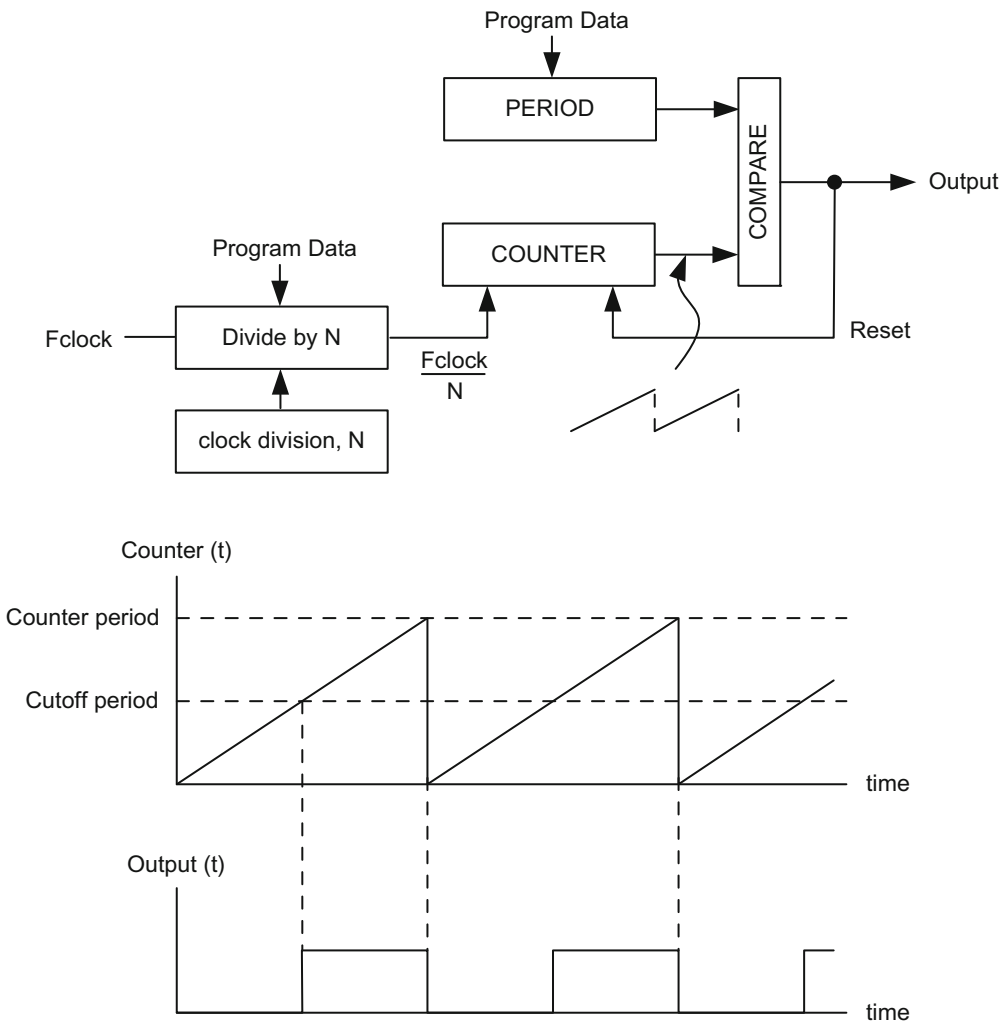 Program Data
PERIOD
COMPARE
Output
Program Data
COUNTER
Fclock
Divide by N
Fclock
N
Reset
clock division, N
Counter (t)
Counter period
Cutoff period
time
Output (t)
time